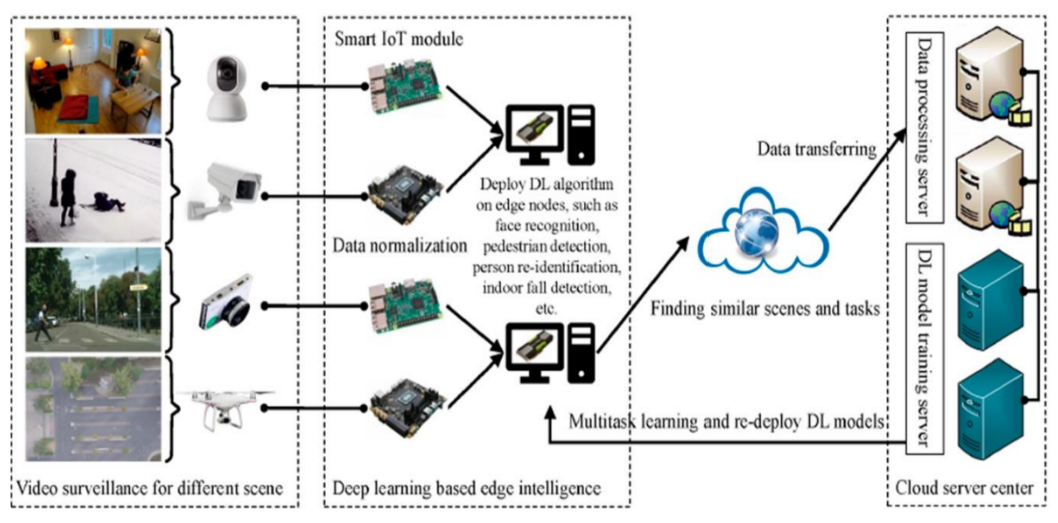 Smart IoT module
Deploy DL algorithm
on edge nodes, such as
face recognition,
pedestrian detection,
person re-identification,
indoor fall detection,
etc.
Data normalization
Video surveillance for different scene
Deep learning based edge intelligence
Data transferring
Finding similar scenes and tasks
Multitask learning and re-deploy DL models
Data processing server
DL model training server
Cloud server center